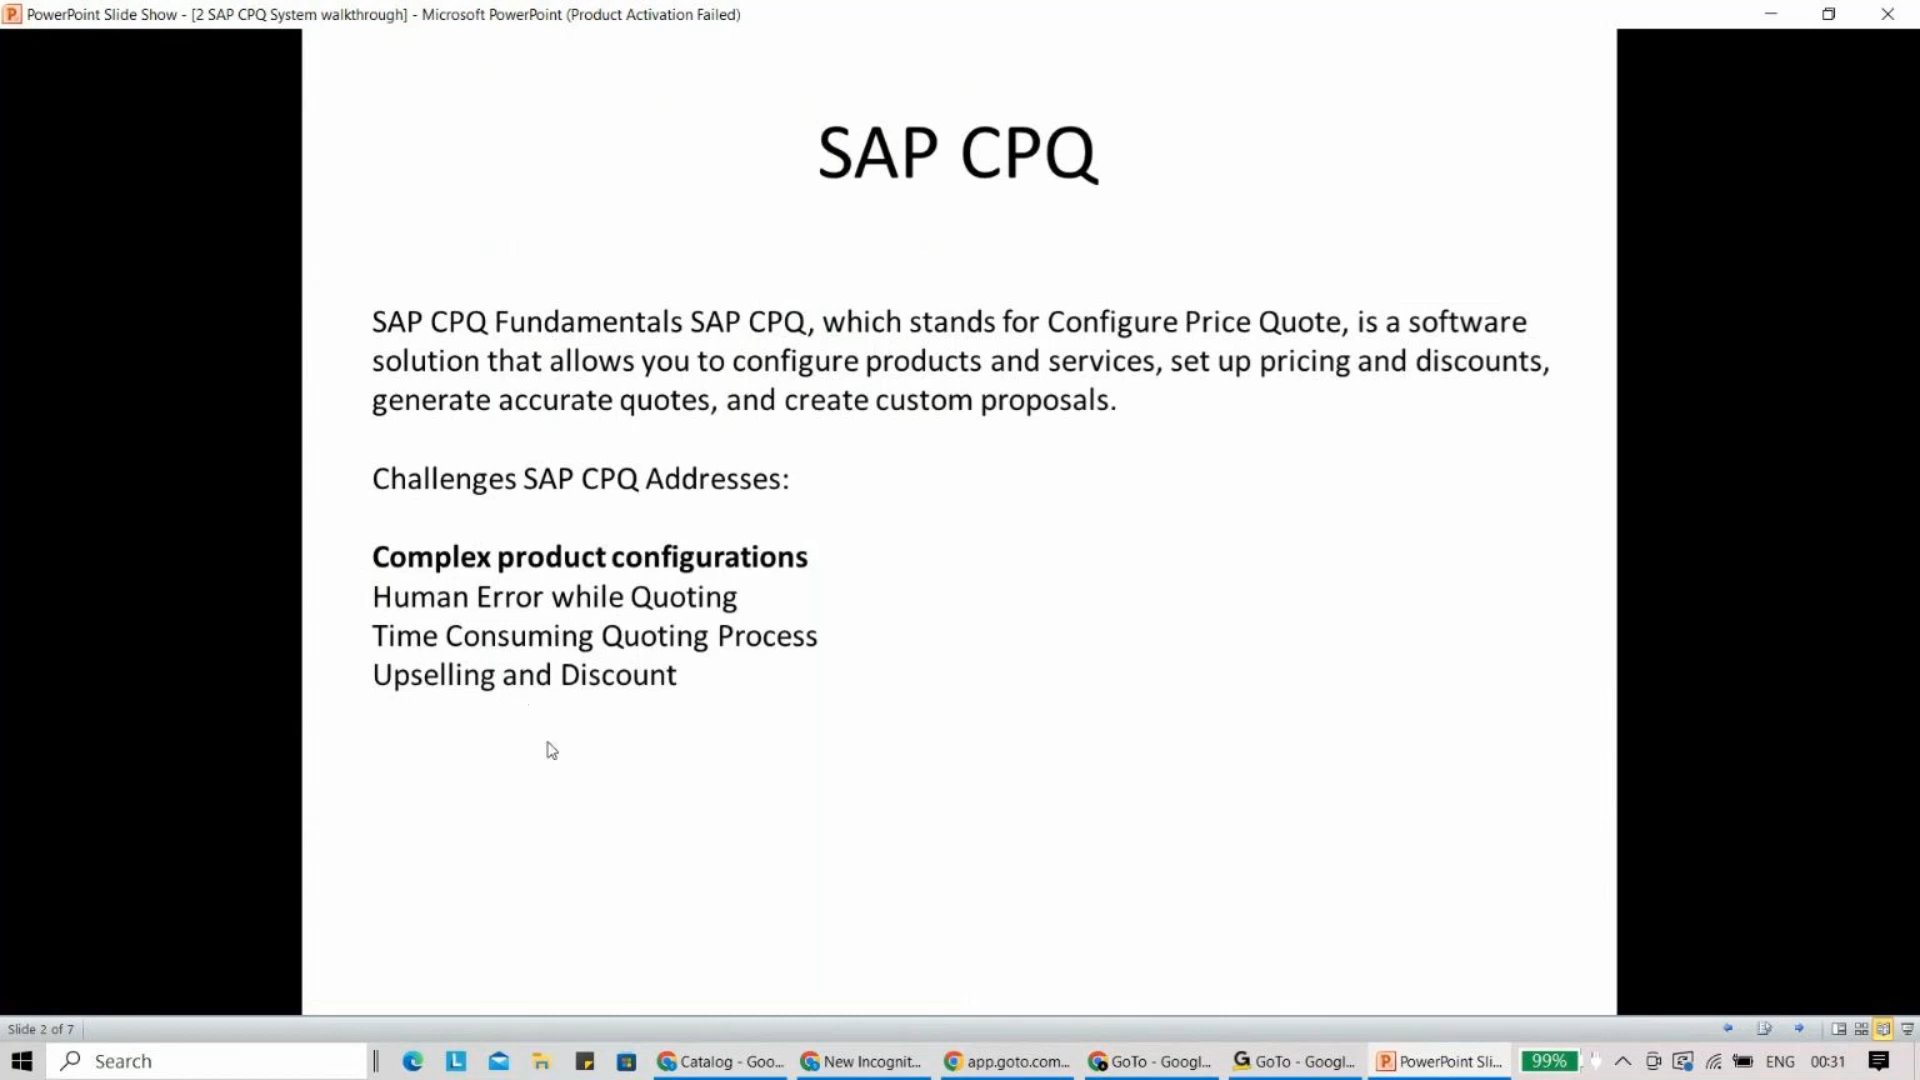 PowerPoint Slide Show - [2 SAP CPQ System walkthrough] - Microsoft PowerPoint (Product Activation Failed)
SAP CPQ
SAP CPQ Fundamentals SAP CPQ, which stands for Configure Price Quote, is a software
solution that allows you to configure products and services, set up pricing and discounts,
generate accurate quotes, and create custom proposals.
Challenges SAP CPQ Addresses:
Complex product configurations
Human Error while Quoting
Time Consuming Quoting Process
Upselling and Discount
Slide 2 of 7
Search
L
Catalog - Goo...
New Incognit...
app.goto.com...
GoTo - Googl...
G GoTo - Googl...
PowerPoint Sli...
99%
ENG
00:31